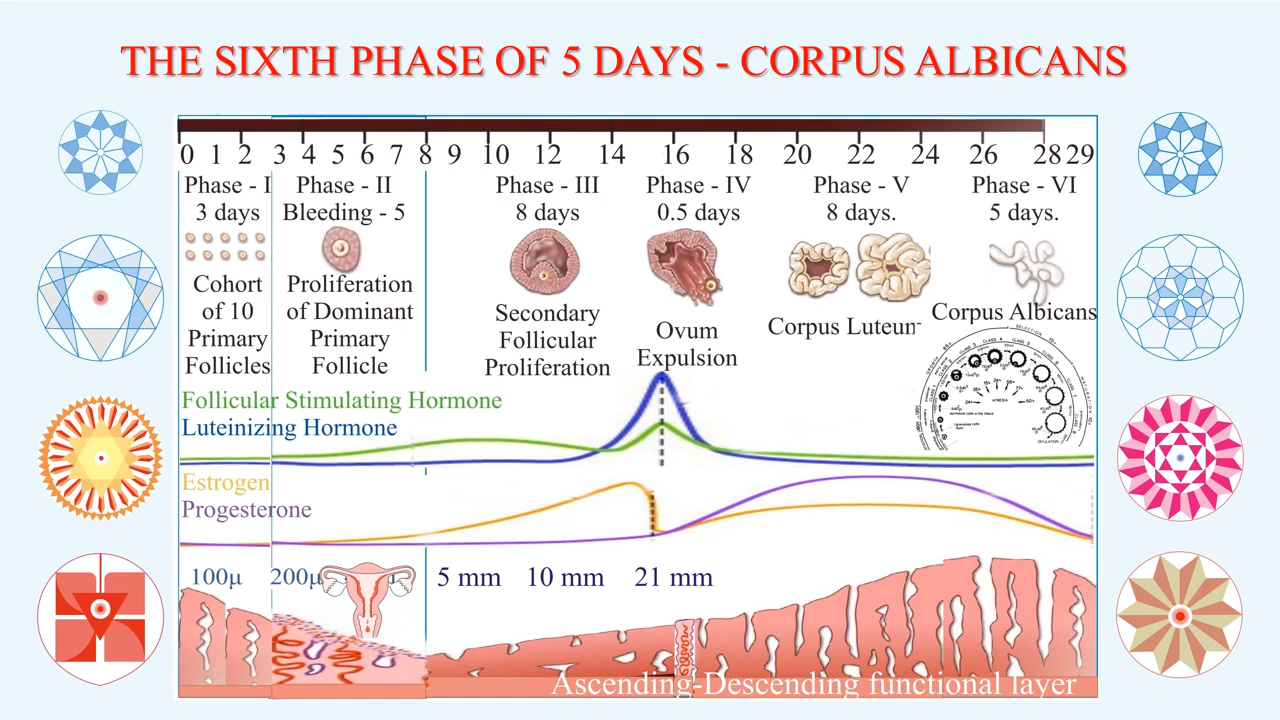 THE SIXTH PHASE OF 5 DAYS - CORPUS ALBICANS
0 1 2 3 4 5 6 7 8 9 10 12 14 16 18 20 22 24 26 28 29
Phase - I Phase - II Phase - III Phase - IV Phase - V Phase - VI
3 days Bleeding - 5 8 days 0.5 days 8 days. 5 days.
Cohort
of 10
Primary
Follicles
Proliferation
of Dominant
Primary
Follicle
Secondary
Follicular
Proliferation
Ovum
Expulsion
Corpus Luteum
Corpus Albicans
SELECTION
ATRESIA
OVULATION
Follicular Stimulating Hormone
Luteinizing Hormone
Estrogen
Progesterone
100μ 200μ 5 mm 10 mm 21 mm
Ascending-Descending functional layer